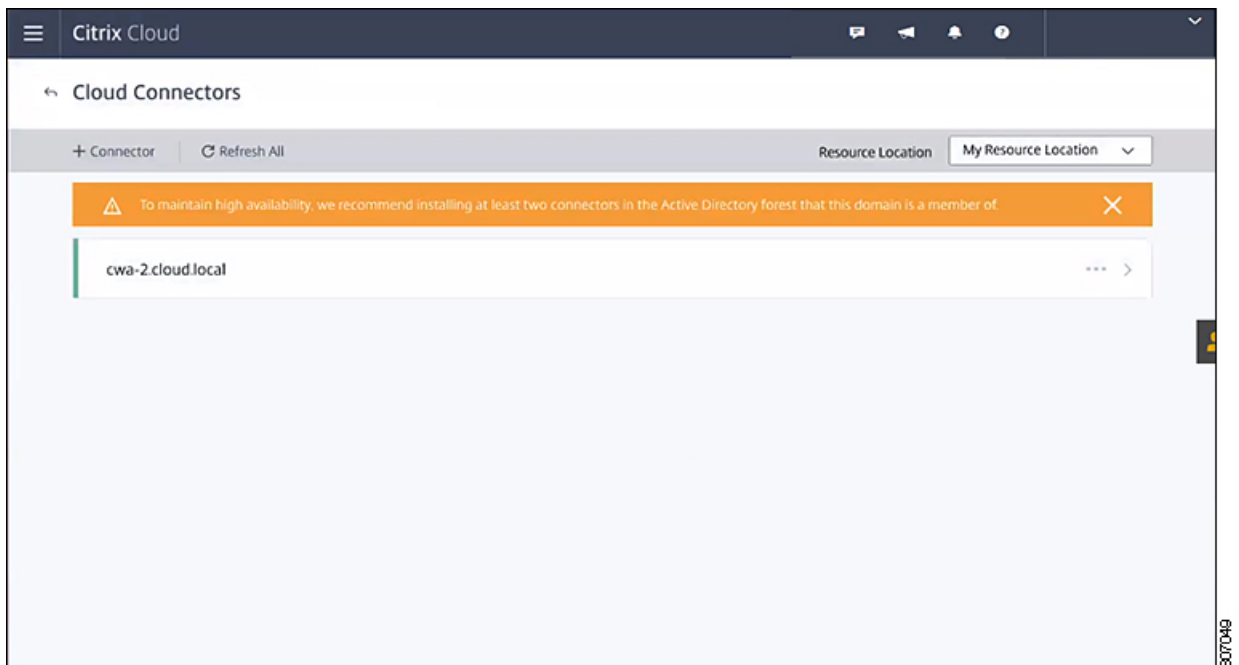 Citrix Cloud
Cloud Connectors
+ Connector
Refresh All
Resource Location
My Resource Location
To maintain high availability, we recommend installing at least two connectors in the Active Directory forest that this domain is a member of.
cwa-2.cloud.local
307049